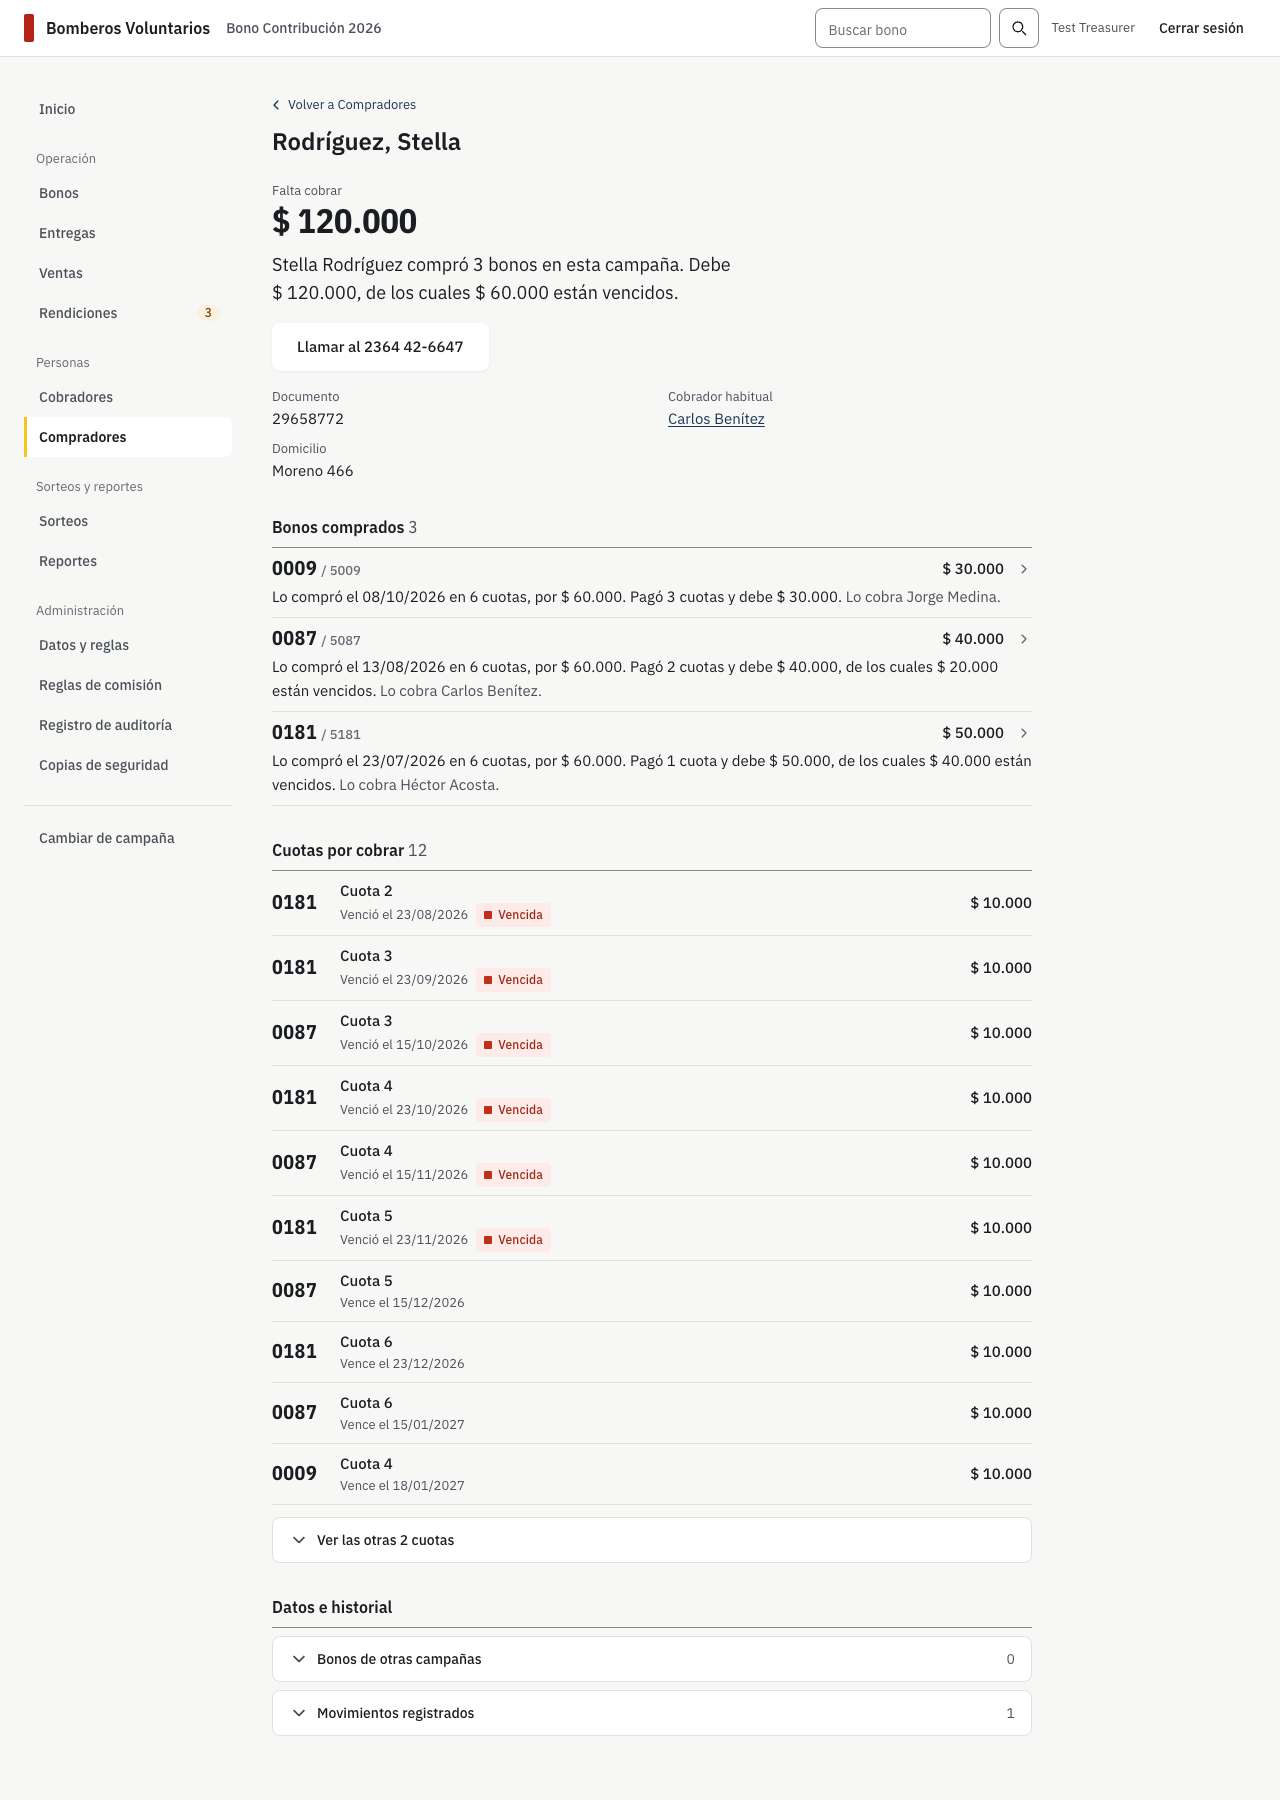 Bomberos Voluntarios
Bono Contribución 2026
Buscar bono
Test Treasurer
Cerrar sesión
Inicio
Operación
Bonos
Entregas
Ventas
Rendiciones 3
Personas
Cobradores
Compradores
Sorteos y reportes
Sorteos
Reportes
Administración
Datos y reglas
Reglas de comisión
Registro de auditoría
Copias de seguridad
Cambiar de campaña
Volver a Compradores
Rodríguez, Stella
Falta cobrar
$ 120.000
Stella Rodríguez compró 3 bonos en esta campaña. Debe
$ 120.000, de los cuales $ 60.000 están vencidos.
Llamar al 2364 42-6647
Documento
29658772
Cobrador habitual
Carlos Benítez
Domicilio
Moreno 466
Bonos comprados 3
0009 / 5009 $ 30.000
Lo compró el 08/10/2026 en 6 cuotas, por $ 60.000. Pagó 3 cuotas y debe $ 30.000. Lo cobra Jorge Medina.
0087 / 5087 $ 40.000
Lo compró el 13/08/2026 en 6 cuotas, por $ 60.000. Pagó 2 cuotas y debe $ 40.000, de los cuales $ 20.000
están vencidos. Lo cobra Carlos Benítez.
0181 / 5181 $ 50.000
Lo compró el 23/07/2026 en 6 cuotas, por $ 60.000. Pagó 1 cuota y debe $ 50.000, de los cuales $ 40.000 están
vencidos. Lo cobra Héctor Acosta.
Cuotas por cobrar 12
0181
Cuota 2
Venció el 23/08/2026 Vencida
$ 10.000
0181
Cuota 3
Venció el 23/09/2026 Vencida
$ 10.000
0087
Cuota 3
Venció el 15/10/2026 Vencida
$ 10.000
0181
Cuota 4
Venció el 23/10/2026 Vencida
$ 10.000
0087
Cuota 4
Venció el 15/11/2026 Vencida
$ 10.000
0181
Cuota 5
Venció el 23/11/2026 Vencida
$ 10.000
0087
Cuota 5
Vence el 15/12/2026
$ 10.000
0181
Cuota 6
Vence el 23/12/2026
$ 10.000
0087
Cuota 6
Vence el 15/01/2027
$ 10.000
0009
Cuota 4
Vence el 18/01/2027
$ 10.000
Ver las otras 2 cuotas
Datos e historial
Bonos de otras campañas 0
Movimientos registrados 1